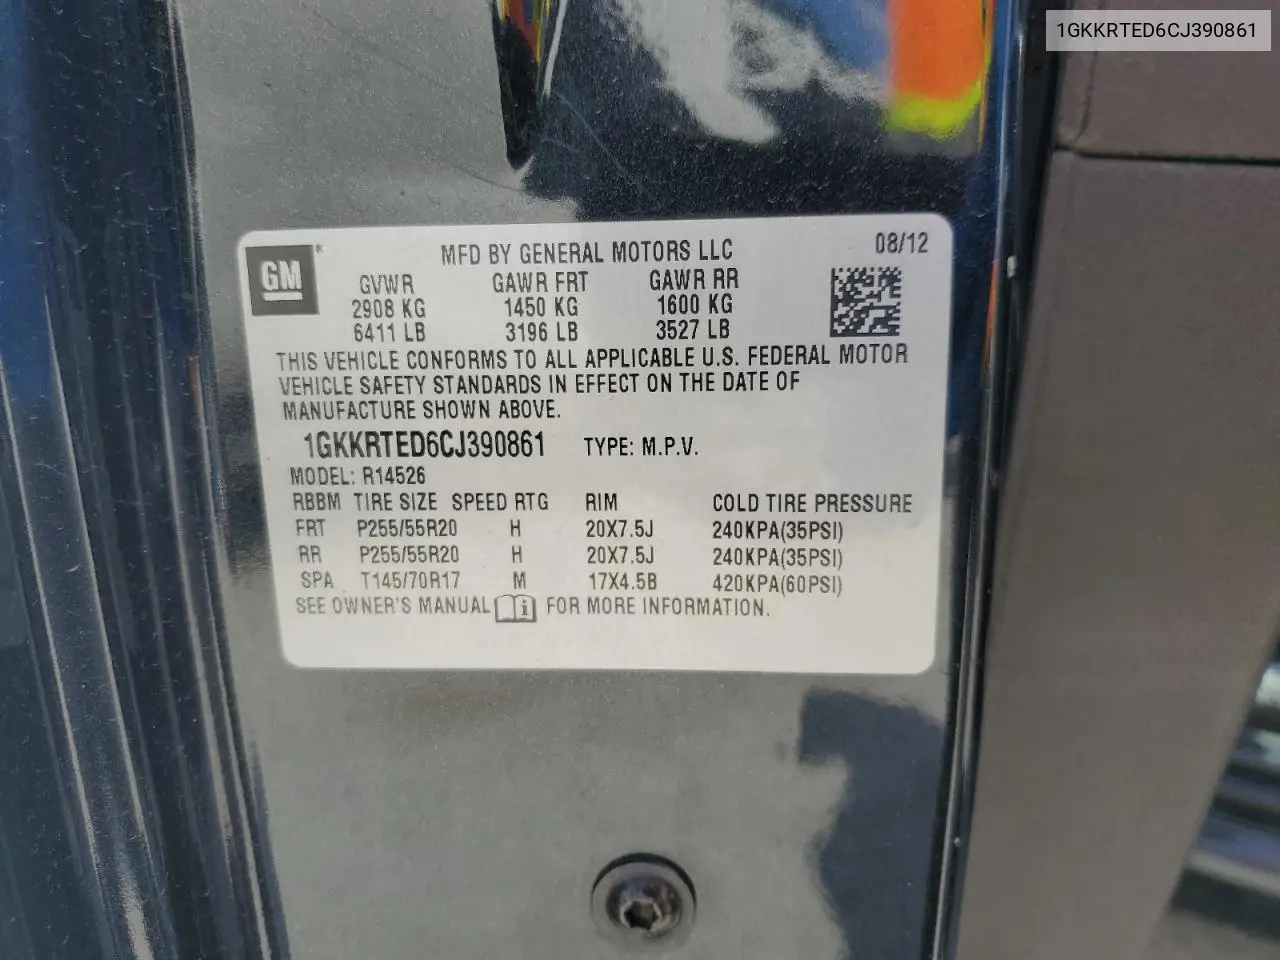 1GKKRTED6CJ390861
GM
MFD BY GENERAL MOTORS LLC 08/12
GVWR GAWR FRT GAWR RR
2908 KG 1450 KG 1600 KG
6411 LB 3196 LB 3527 LB
THIS VEHICLE CONFORMS TO ALL APPLICABLE U.S. FEDERAL MOTOR
VEHICLE SAFETY STANDARDS IN EFFECT ON THE DATE OF
MANUFACTURE SHOWN ABOVE.
1GKKRTED6CJ390861 TYPE: M.P.V.
MODEL: R14526
RBBM TIRE SIZE SPEED RTG RIM COLD TIRE PRESSURE
FRT P255/55R20 H 20X7.5J 240KPA(35PSI)
RR P255/55R20 H 20X7.5J 240KPA(35PSI)
SPA T145/70R17 M 17X4.5B 420KPA(60PSI)
SEE OWNER'S MANUAL i FOR MORE INFORMATION.